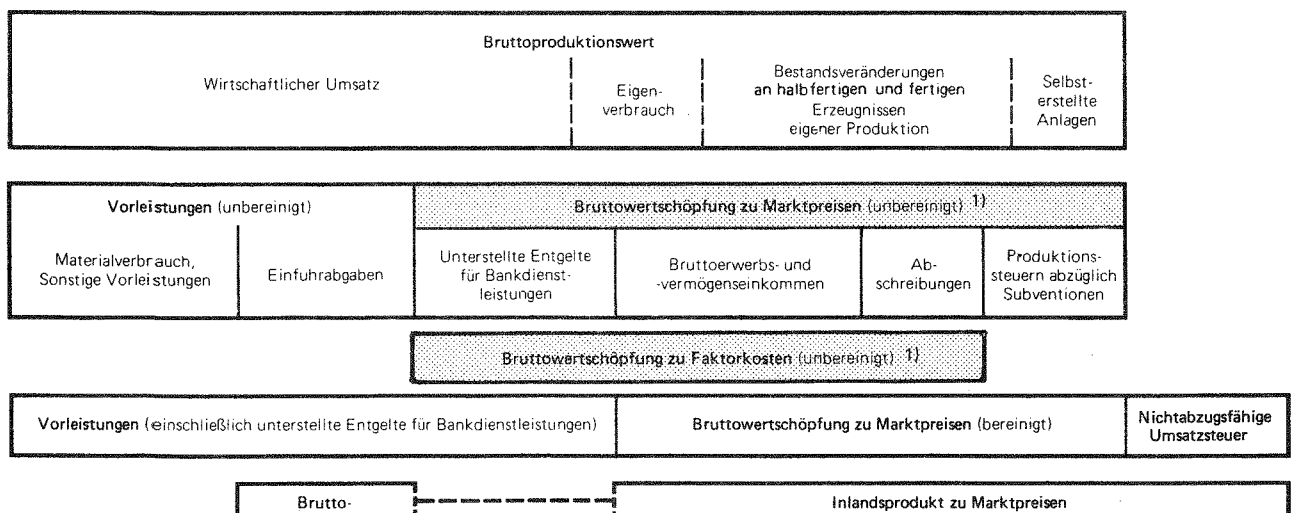 Bruttoproduktionswert
Wirtschaftlicher Umsatz
Eigen-
verbrauch
Bestandsveränderungen
an halbfertigen und fertigen
Erzeugnissen
eigener Produktion
Selbst-
erstellte
Anlagen
Vorleistungen (unbereinigt)
Bruttowertschöpfung zu Marktpreisen (unbereinigt) 1)
Materialverbrauch,
Sonstige Vorleistungen
Einfuhrabgaben
Unterstellte Entgelte
für Bankdienst-
leistungen
Bruttoerwerbs- und
-vermögenseinkommen
Ab-
schreibungen
Produktions-
steuern abzüglich
Subventionen
Bruttowertschöpfung zu Faktorkosten (unbereinigt) 1)
Vorleistungen (einschließlich unterstellte Entgelte für Bankdienstleistungen)
Bruttowertschöpfung zu Marktpreisen (bereinigt)
Nichtabzugsfähige
Umsatzsteuer
Brutto-
Inlandsprodukt zu Marktpreisen